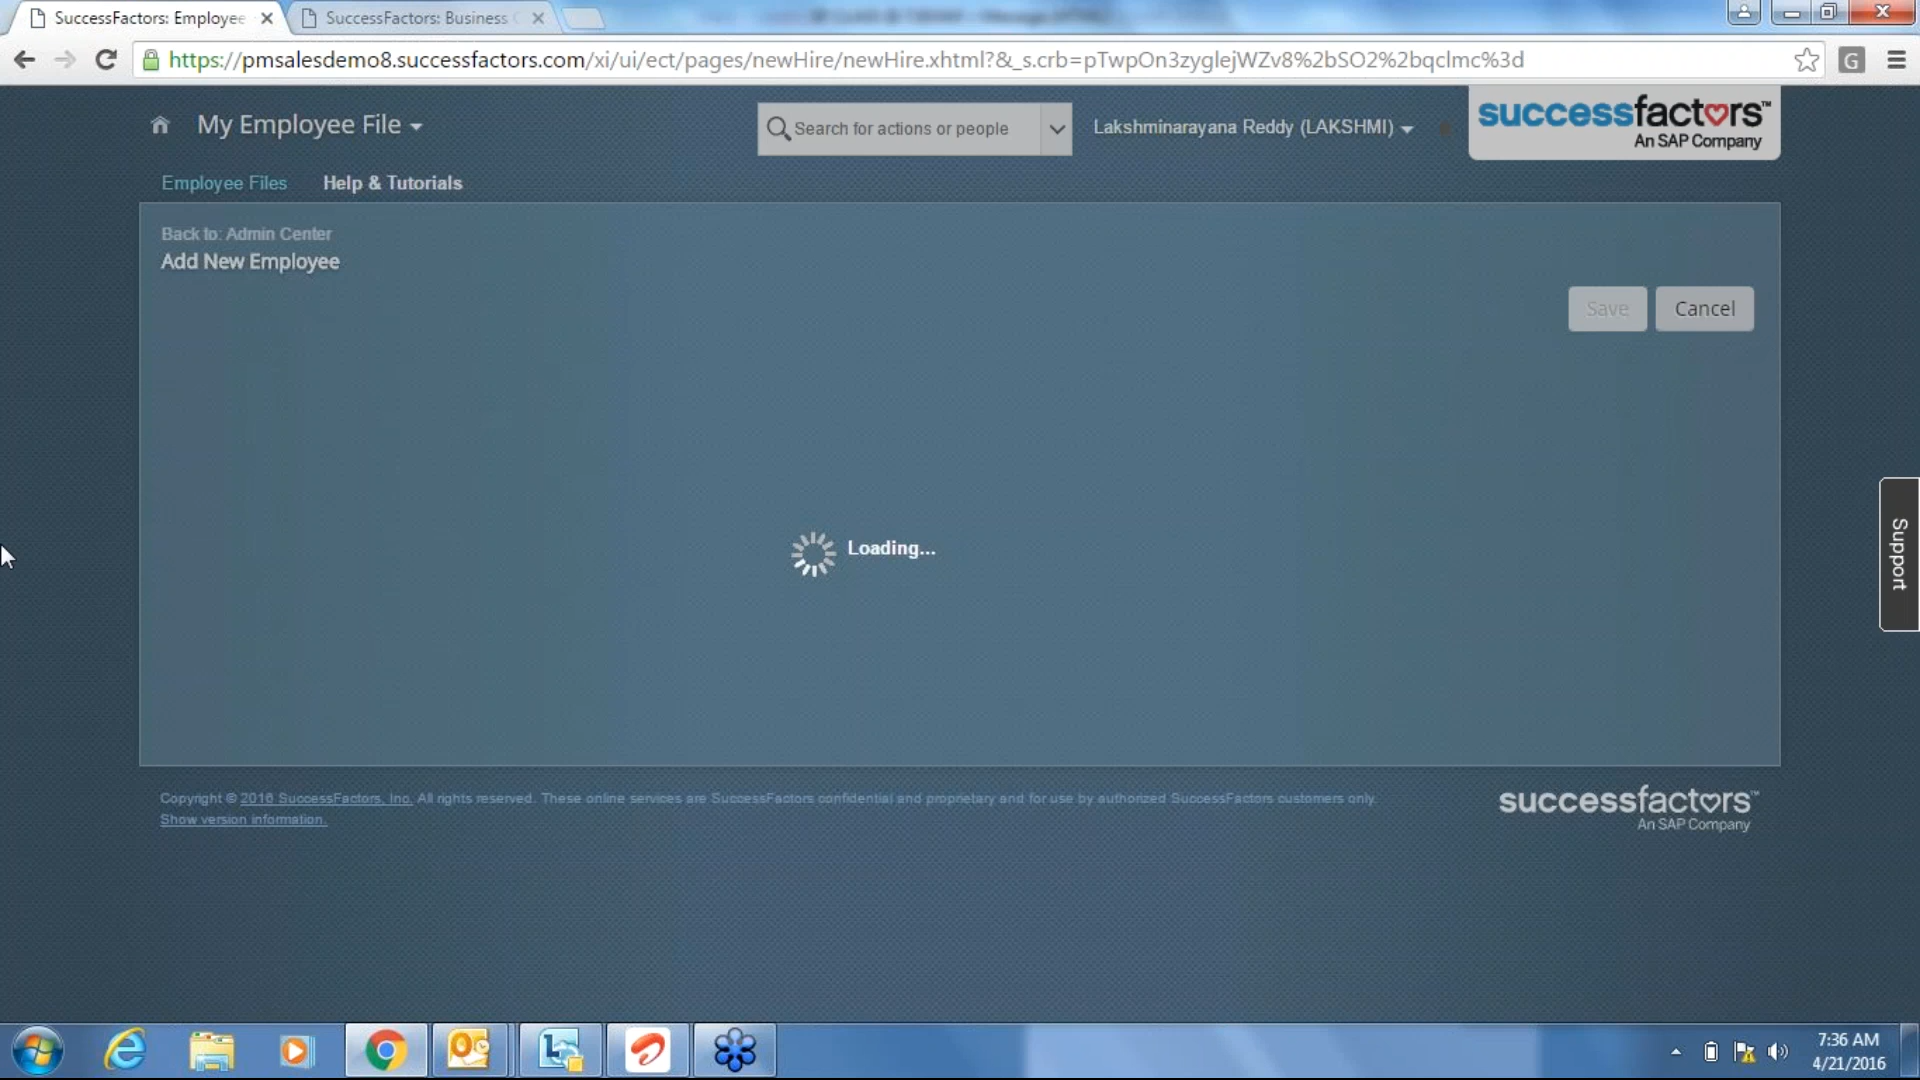 SuccessFactors: Employee
SuccessFactors: Business
https://pmsalesdemo8.successfactors.com/xi/ui/ect/pages/newHire/newHire.xhtml?&_s.crb=pTwpOn3zyglejWZv8%2bSO2%2bqclmc%3d
My Employee File
Search for actions or people
Lakshminarayana Reddy (LAKSHMI)
successfactors™
An SAP Company
Employee Files
Help & Tutorials
Back to: Admin Center
Add New Employee
Save
Cancel
Loading...
Support
Copyright © 2016 SuccessFactors, Inc. All rights reserved. These online services are SuccessFactors confidential and proprietary and for use by authorized SuccessFactors customers only.
Show version information.
successfactors™
An SAP Company
7:36 AM
4/21/2016